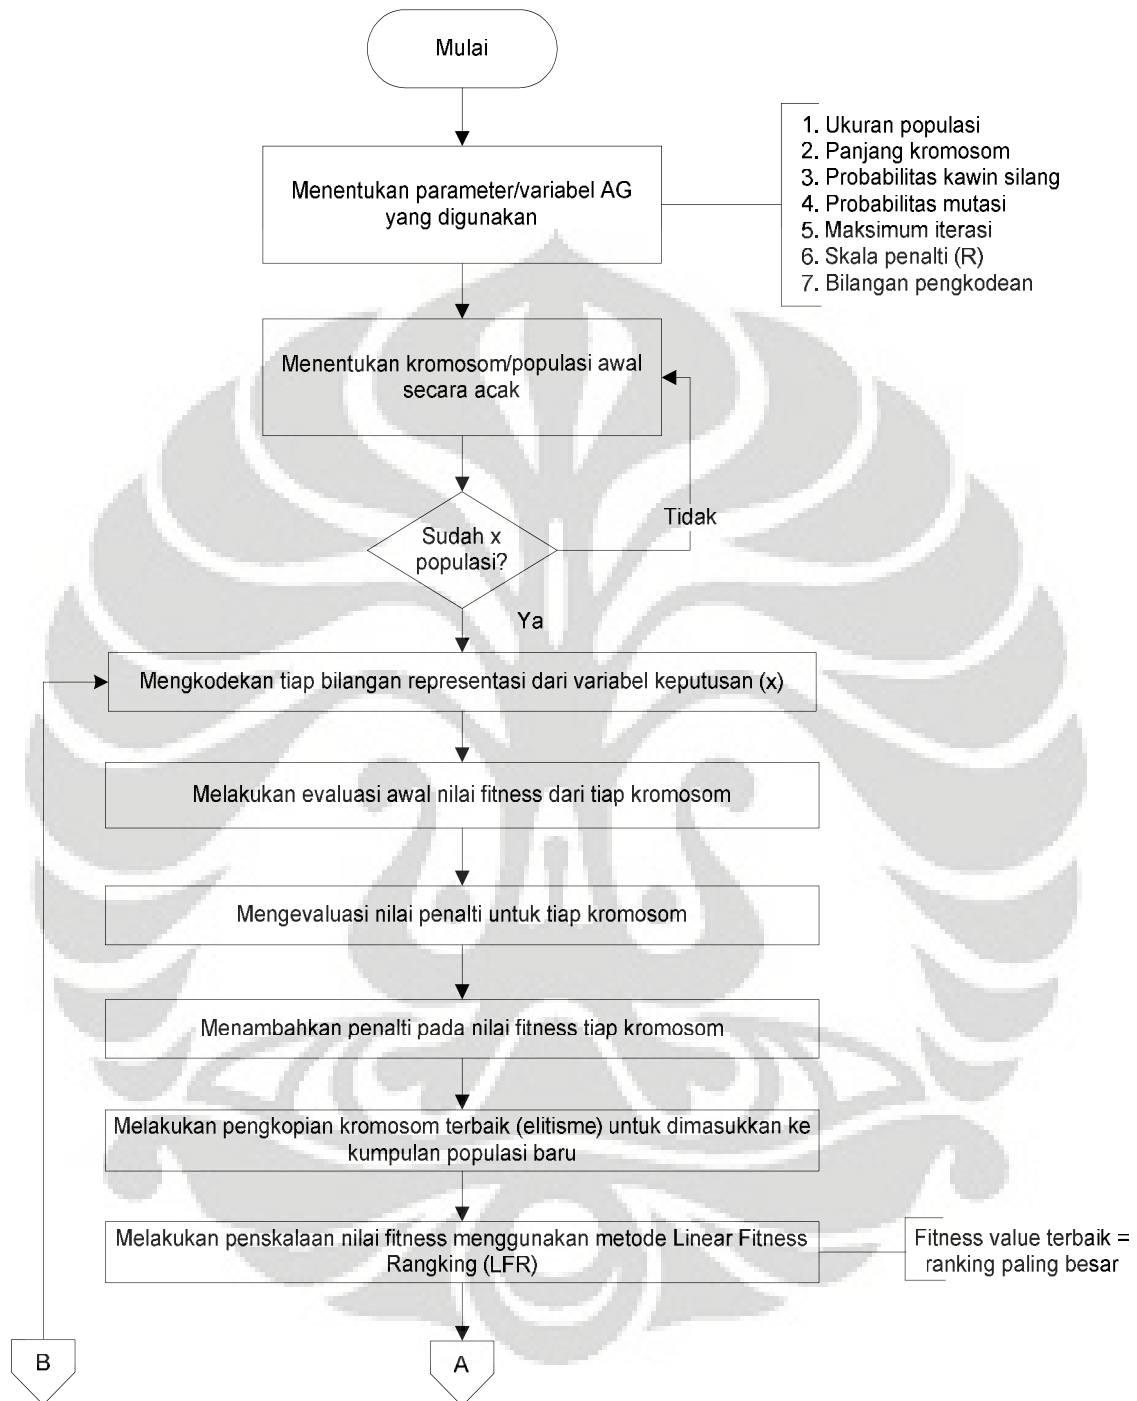 Mulai
Menentukan parameter/variabel AG
yang digunakan
1. Ukuran populasi
2. Panjang kromosom
3. Probabilitas kawin silang
4. Probabilitas mutasi
5. Maksimum iterasi
6. Skala penalti (R)
7. Bilangan pengkodean
Menentukan kromosom/populasi awal
secara acak
Sudah x
populasi?
Tidak
Ya
Mengkodekan tiap bilangan representasi dari variabel keputusan (x)
Melakukan evaluasi awal nilai fitness dari tiap kromosom
Mengevaluasi nilai penalti untuk tiap kromosom
Menambahkan penalti pada nilai fitness tiap kromosom
Melakukan pengkopian kromosom terbaik (elitisme) untuk dimasukkan ke
kumpulan populasi baru
Melakukan penskalaan nilai fitness menggunakan metode Linear Fitness
Rangking (LFR)
Fitness value terbaik =
ranking paling besar
B
A